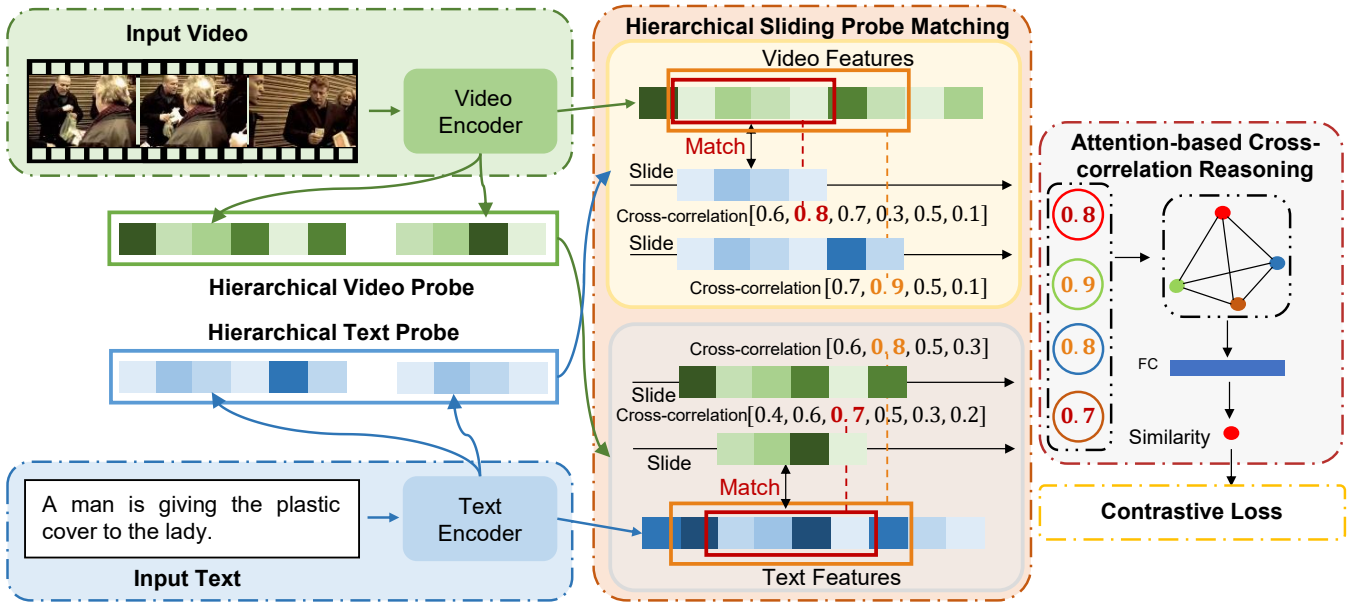 Input Video
Video
Encoder
Hierarchical Video Probe
Hierarchical Text Probe
A man is giving the plastic
cover to the lady.
Text
Encoder
Input Text
Hierarchical Sliding Probe Matching
Video Features
Match
Slide
Cross-correlation[0.6, 0.8, 0.7, 0.3, 0.5, 0.1]
Slide
Cross-correlation [0.7, 0.9, 0.5, 0.1]
Cross-correlation [0.6, 0.8, 0.5, 0.3]
Slide
Cross-correlation[0.4, 0.6, 0.7, 0.5, 0.3, 0.2]
Slide
Match
Text Features
Attention-based Cross-
correlation Reasoning
0.8
0.9
0.8
0.7
FC
Similarity
Contrastive Loss